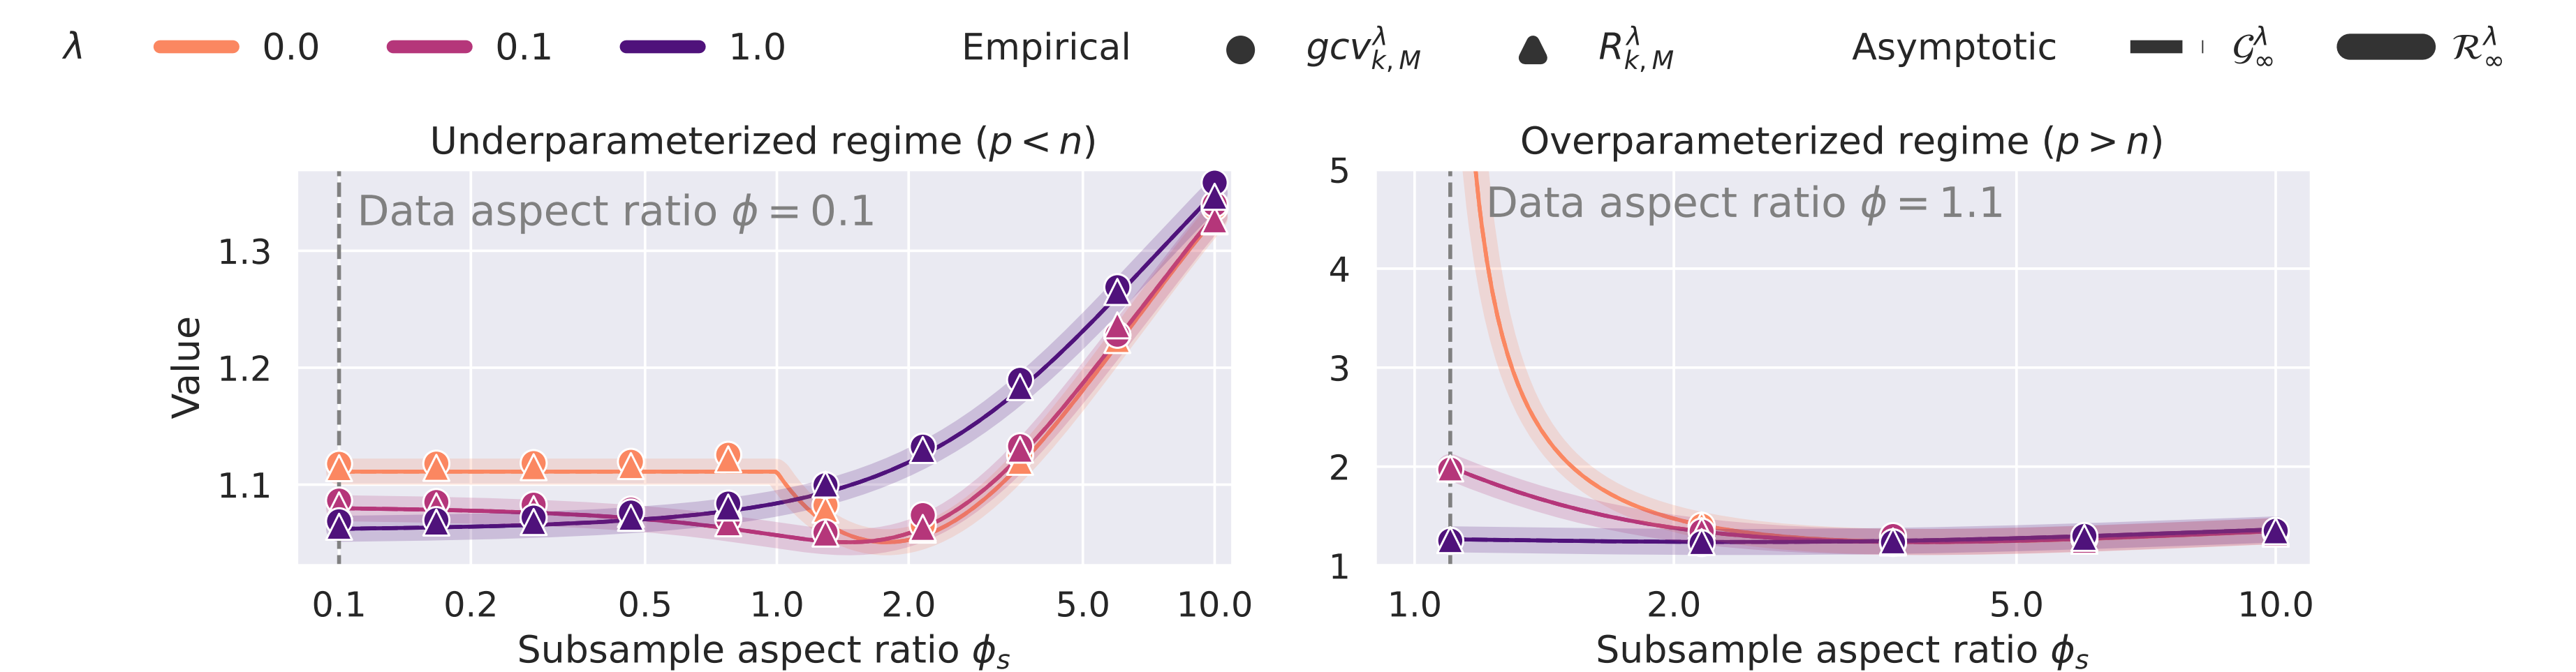 λ 0.0 0.1 1.0 Empirical gcv^λ_{k, M} R^λ_{k, M} Asymptotic 𝒢^λ_∞ ℛ^λ_∞
Underparameterized regime (p < n)
Data aspect ratio ϕ = 0.1
Value
1.3
1.2
1.1
0.1 0.2 0.5 1.0 2.0 5.0 10.0
Subsample aspect ratio ϕ_s
Overparameterized regime (p > n)
Data aspect ratio ϕ = 1.1
5
4
3
2
1
1.0 2.0 5.0 10.0
Subsample aspect ratio ϕ_s